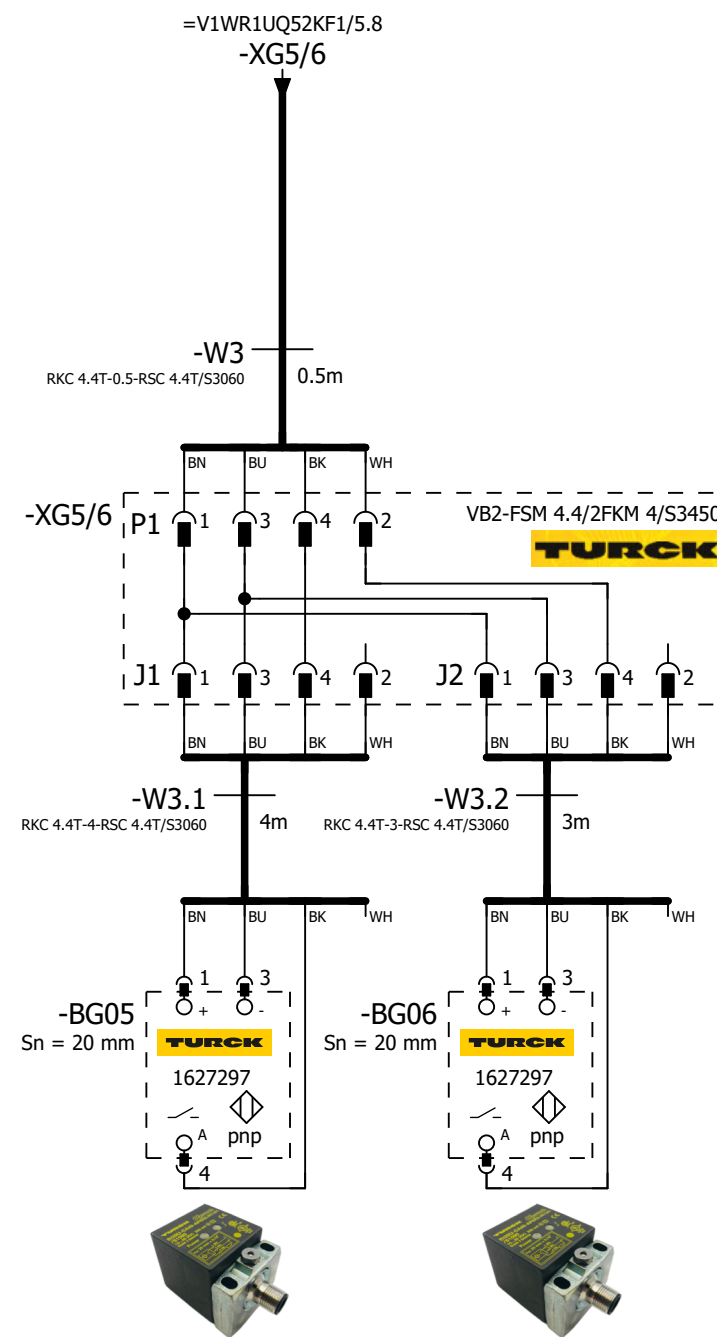 =V1WR1UQ52KF1/5.8
-XG5/6
-W3
RKC 4.4T-0.5-RSC 4.4T/S3060
0.5m
BN BU BK WH
-XG5/6 P1 1 3 4 2
VB2-FSM 4.4/2FKM 4/S3450
TURCK
J1 1 3 4 2 J2 1 3 4 2
BN BU BK WH BN BU BK WH
-W3.1
RKC 4.4T-4-RSC 4.4T/S3060
4m
-W3.2
RKC 4.4T-3-RSC 4.4T/S3060
3m
BN BU BK WH BN BU BK WH
1 3 1 3
-BG05 + - -BG06 + -
Sn = 20 mm TURCK Sn = 20 mm TURCK
1627297 1627297
A pnp A pnp
4 4